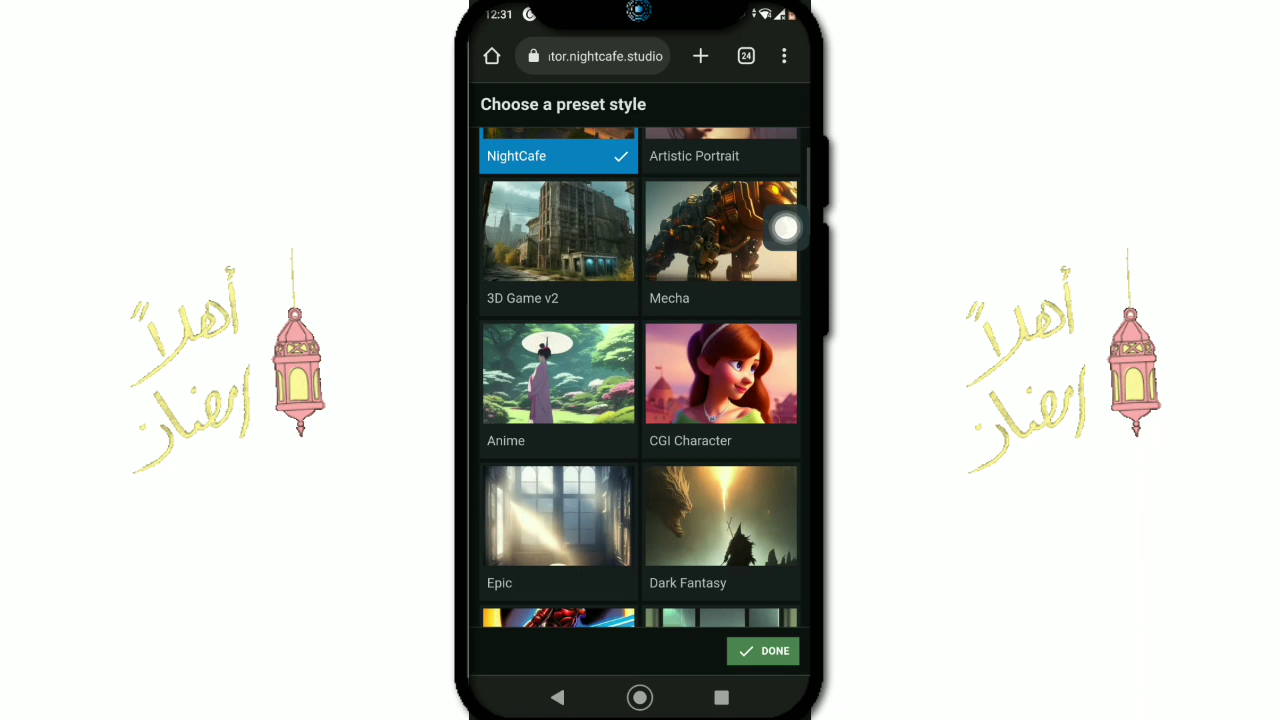 12:31
ntor.nightcafe.studio
24
Choose a preset style
NightCafe
Artistic Portrait
3D Game v2
Mecha
Anime
CGI Character
Epic
Dark Fantasy
DONE
أهلاً
رمضان
أهلاً
رمضان